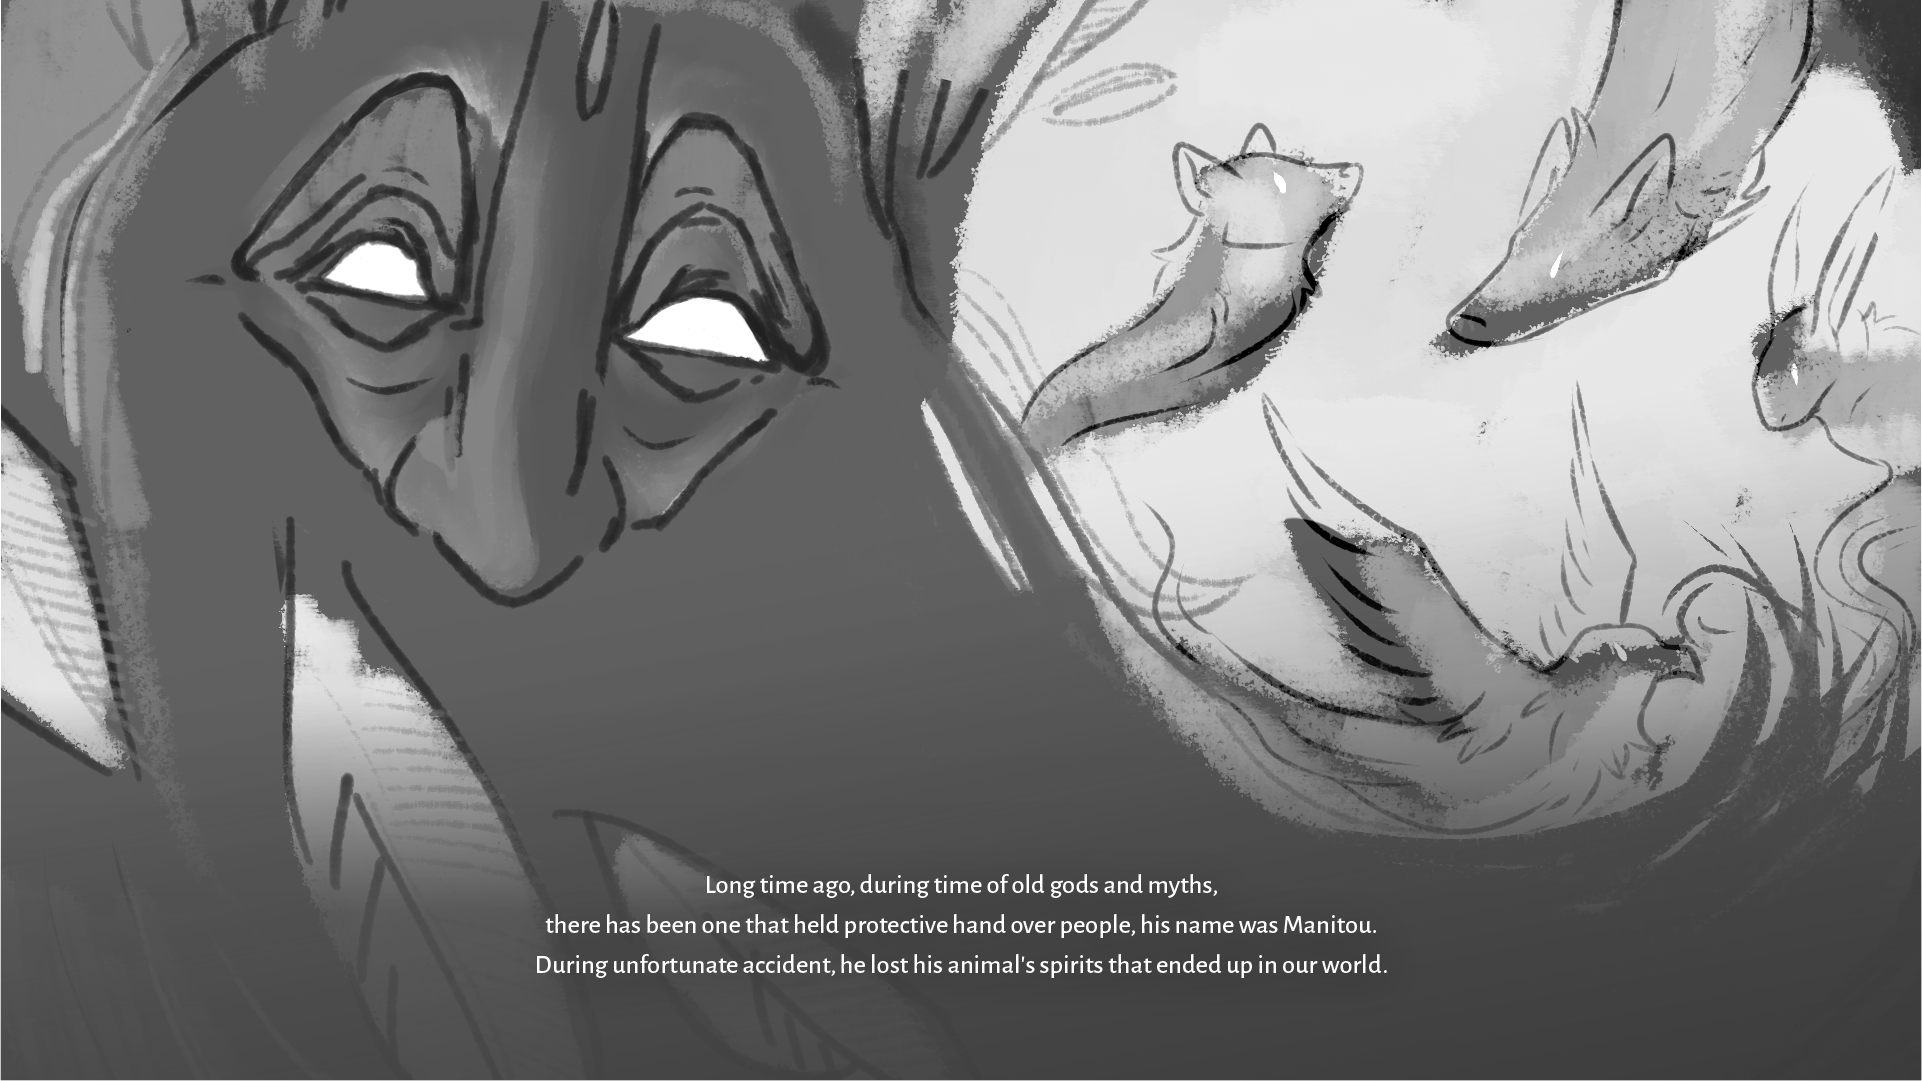 Long time ago, during time of old gods and myths,
there has been one that held protective hand over people, his name was Manitou.
During unfortunate accident, he lost his animal's spirits that ended up in our world.